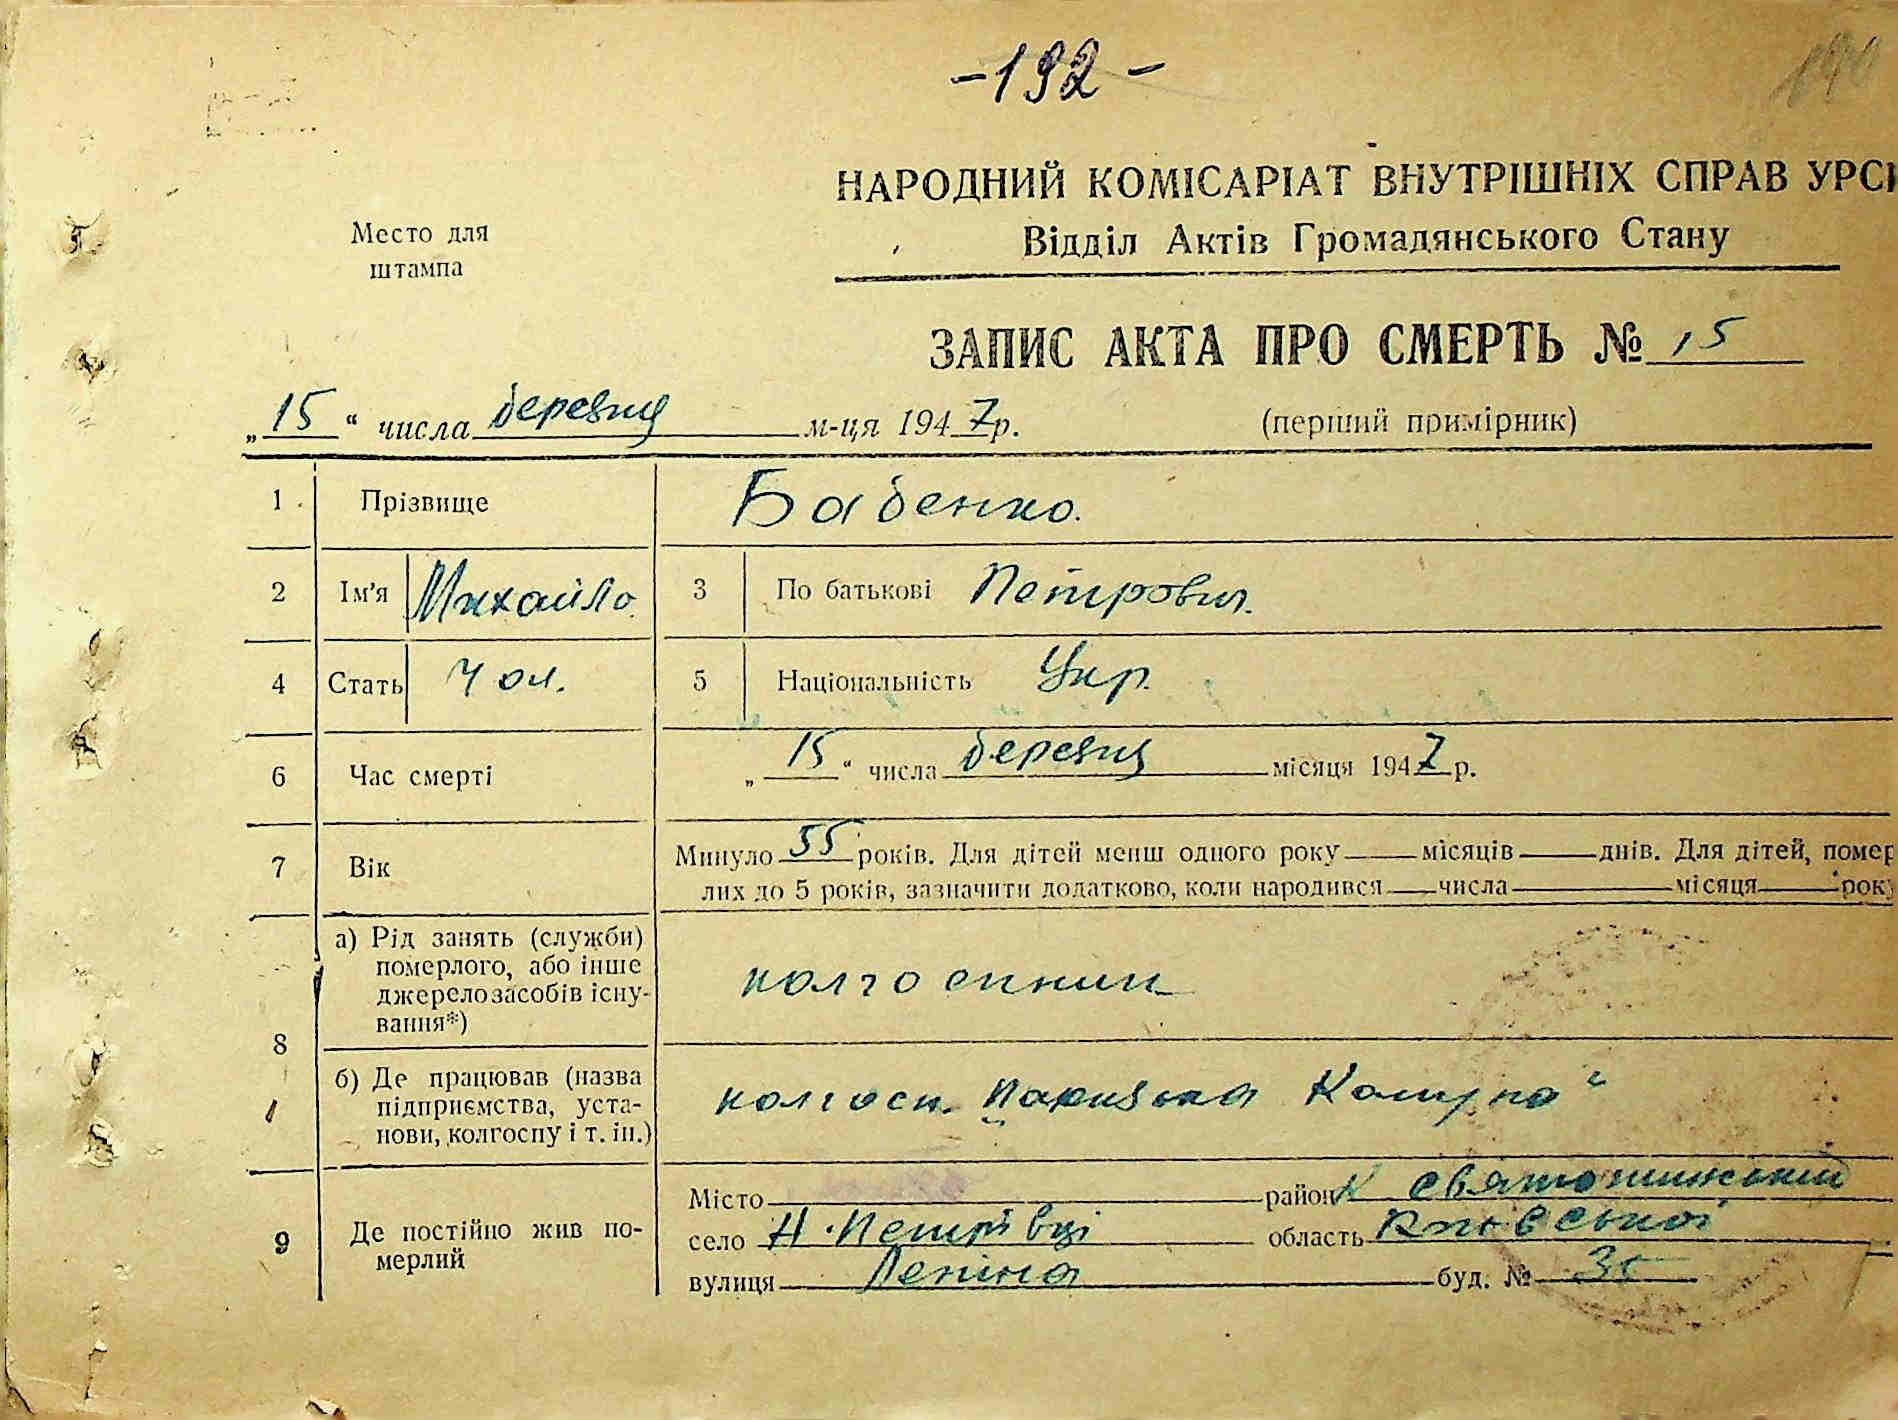 -192-
190
НАРОДНИЙ КОМІСАРІАТ ВНУТРІШНІХ СПРАВ УРСР
Відділ Актів Громадянського Стану
Место для
штампа
ЗАПИС АКТА ПРО СМЕРТЬ № 15
„15“ числа березня м-ця 1947 р. (перший примірник)
1 Прізвище Бабенко.
2 Ім'я Михайло 3 По батькові Петрович.
4 Стать чол. 5 Національність Укр.
6 Час смерті „15“ числа березня місяця 1947 р.
7 Вік Минуло 55 років. Для дітей менш одного року — місяців — днів. Для дітей, помер
лих до 5 років, зазначити додатково, коли народився — числа — місяця — року
8 а) Рід занять (служби)
померлого, або інше
джерело засобів існу-
вання*) колгоспник
б) Де працював (назва
підприємства, уста-
нови, колгоспу і т. ін.) колгосп. „Паризька Комуна“
9 Де постійно жив по-
мерлий
Місто район К Святошинський
село Н. Петрівці область Київської
вулиця Леніна буд. №